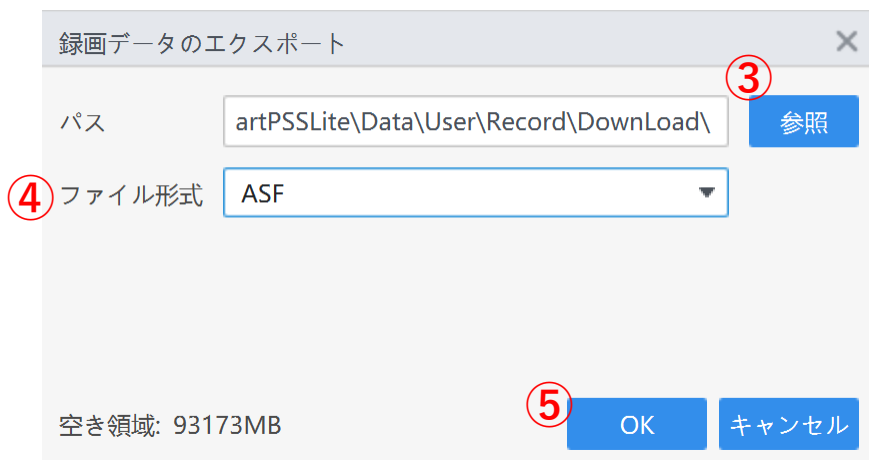 録画データのエクスポート
③
パス artPSSLite\Data\User\Record\DownLoad\ 参照
④ ファイル形式 ASF
⑤
空き領域: 93173MB OK キャンセル